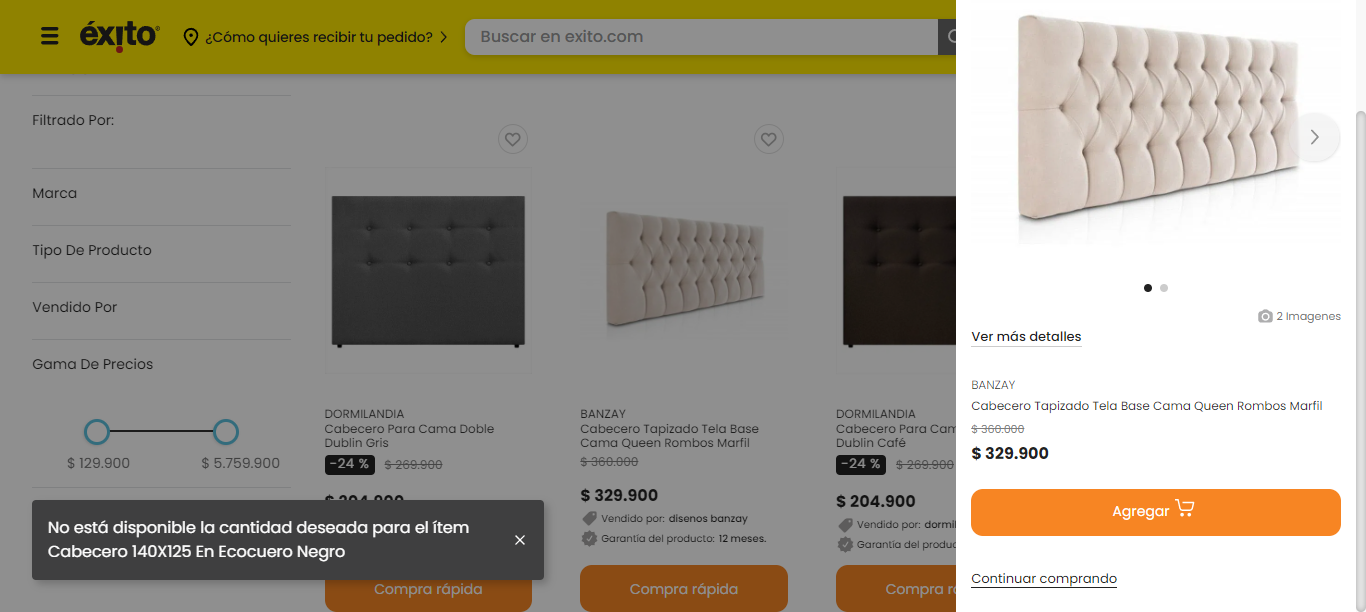 éxito
¿Cómo quieres recibir tu pedido?
Buscar en exito.com
Filtrado Por:
Marca
Tipo De Producto
Vendido Por
Gama De Precios
$ 129.900
$ 5.759.900
DORMILANDIA
Cabecero Para Cama Doble
Dublin Gris
-24 %
$ 269.900
$ 204.900
Compra rápida
BANZAY
Cabecero Tapizado Tela Base
Cama Queen Rombos Marfil
$ 360.000
$ 329.900
Vendido por: disenos banzay
Garantía del producto: 12 meses.
Compra rápida
DORMILANDIA
Cabecero Para Cam
Dublin Café
-24 %
$ 269.900
$ 204.900
Vendido por: dormil
Garantía del produc
Compra r
No está disponible la cantidad deseada para el ítem
Cabecero 140X125 En Ecocuero Negro
2 Imagenes
Ver más detalles
BANZAY
Cabecero Tapizado Tela Base Cama Queen Rombos Marfil
$ 360.000
$ 329.900
Agregar
Continuar comprando